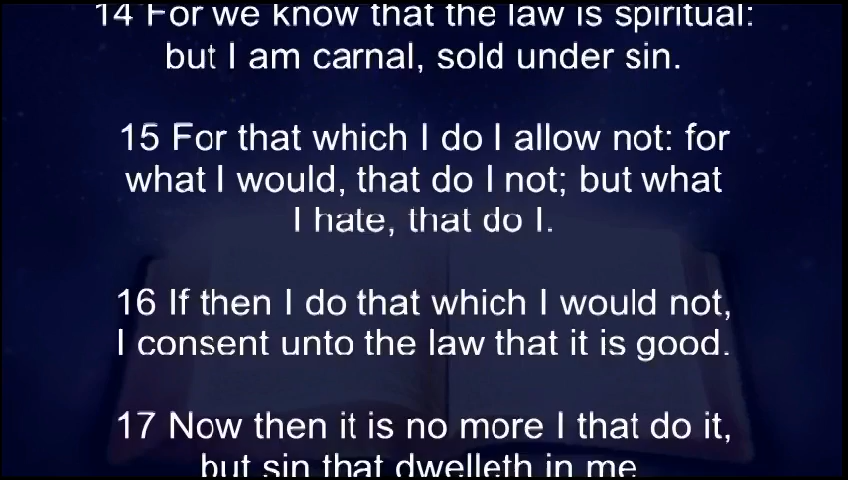 14 For we know that the law is spiritual:
but I am carnal, sold under sin.
15 For that which I do I allow not: for
what I would, that do I not; but what
I hate, that do I.
16 If then I do that which I would not,
I consent unto the law that it is good.
17 Now then it is no more I that do it,
but sin that dwelleth in me